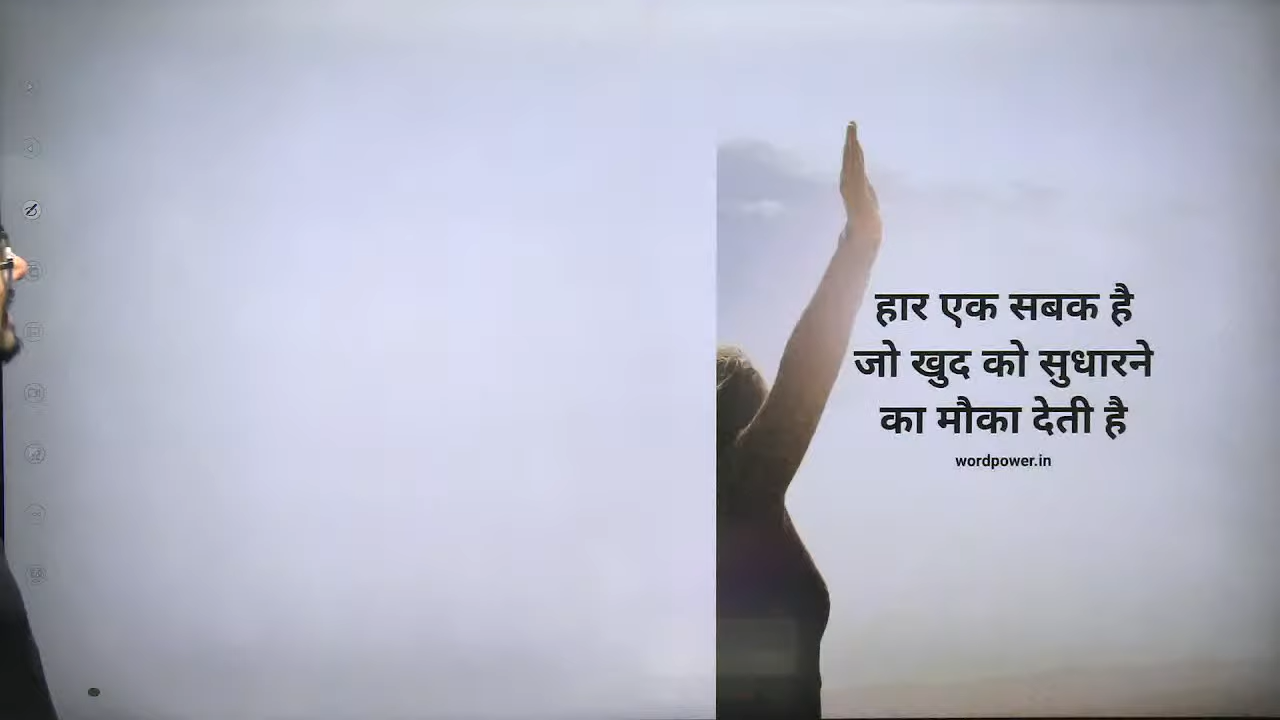 हार एक सबक है
जो खुद को सुधारने
का मौका देती है
wordpower.in